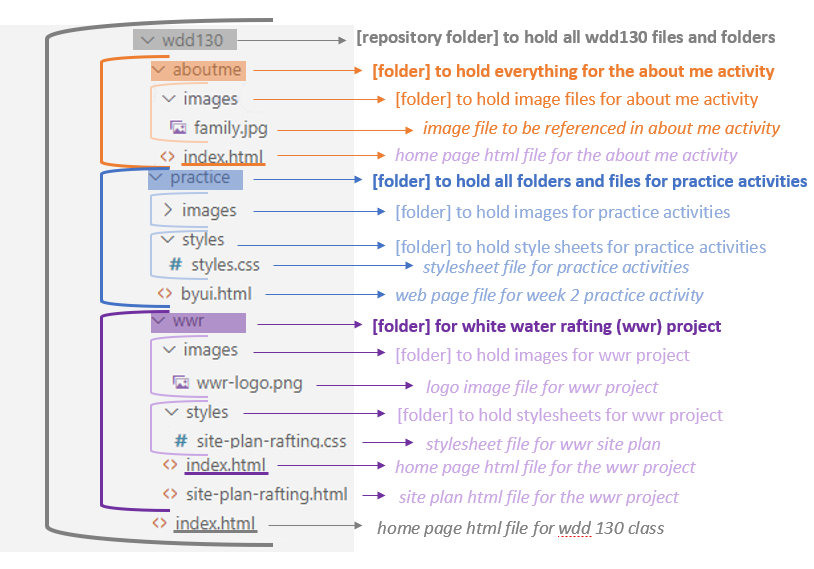 wdd130 [repository folder] to hold all wdd130 files and folders
aboutme [folder] to hold everything for the about me activity
images [folder] to hold image files for about me activity
family.jpg image file to be referenced in about me activity
<> index.html home page html file for the about me activity
practice [folder] to hold all folders and files for practice activities
images [folder] to hold images for practice activities
styles [folder] to hold style sheets for practice activities
# styles.css stylesheet file for practice activities
<> byui.html web page file for week 2 practice activity
wwr [folder] for white water rafting (wwr) project
images [folder] to hold images for wwr project
wwr-logo.png logo image file for wwr project
styles [folder] to hold stylesheets for wwr project
# site-plan-rafting.css stylesheet file for wwr site plan
<> index.html home page html file for the wwr project
<> site-plan-rafting.html site plan html file for the wwr project
<> index.html home page html file for wdd 130 class